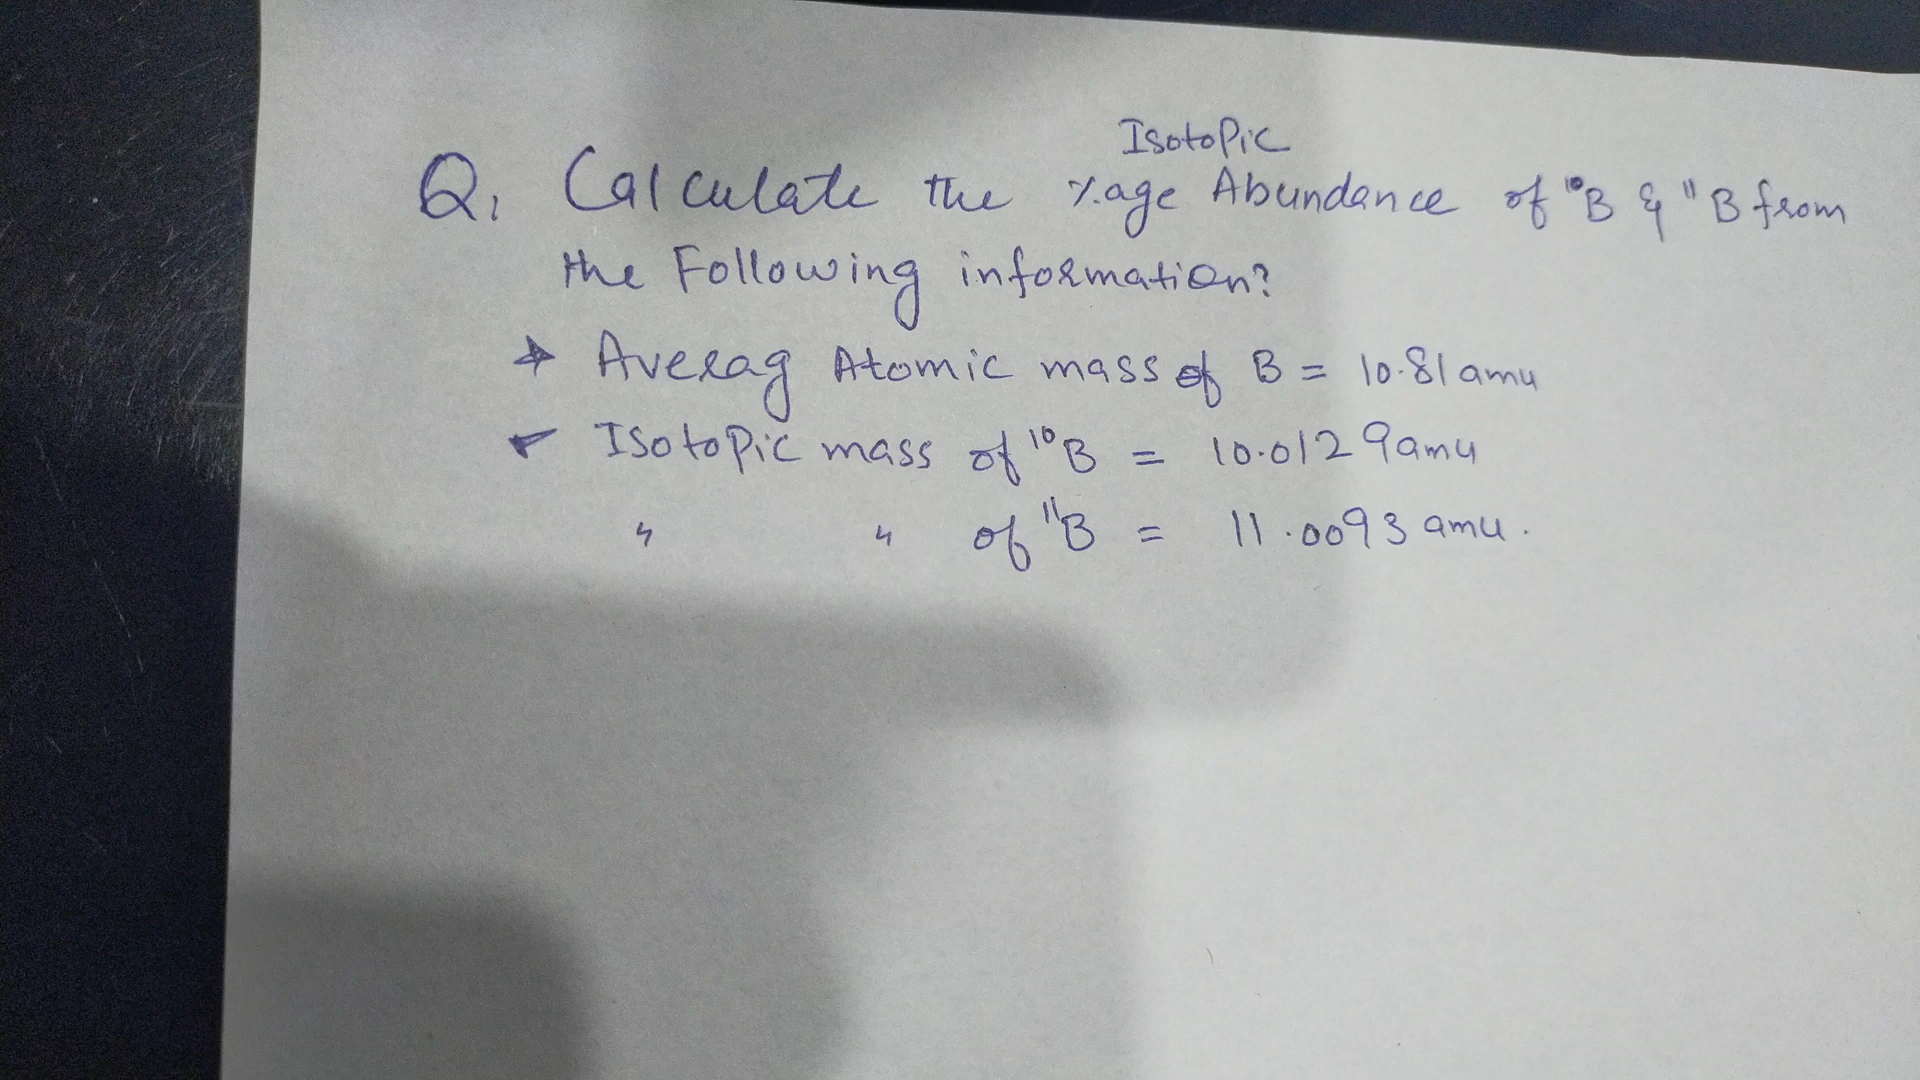 Isotopic
Q. Calculate the %age Abundance of ¹⁰B & ¹¹B from
the Following information?
Averag Atomic mass of B = 10.81 amu
Isotopic mass of ¹⁰B = 10.0129 amu
" " of ¹¹B = 11.0093 amu.